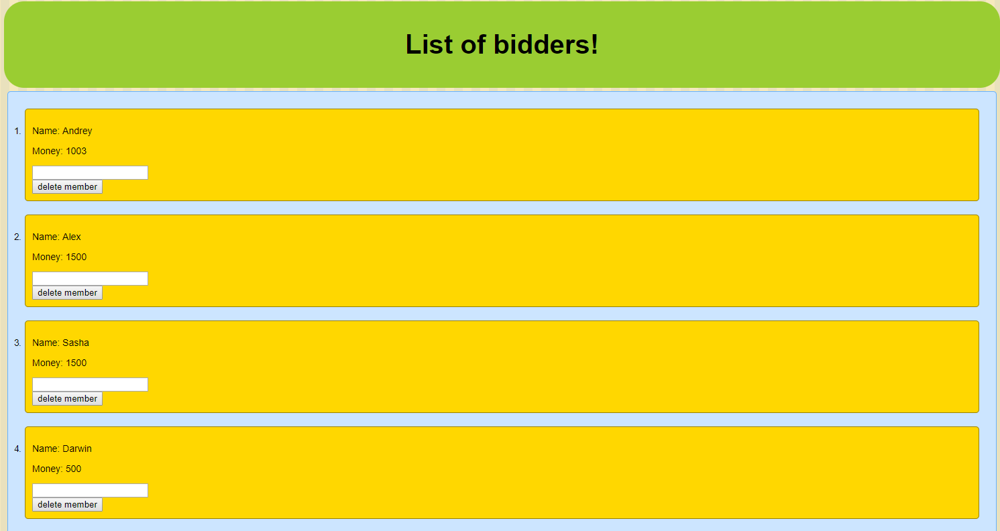 List of bidders!
1.
Name: Andrey
Money: 1003
delete member
2.
Name: Alex
Money: 1500
delete member
3.
Name: Sasha
Money: 1500
delete member
4.
Name: Darwin
Money: 500
delete member